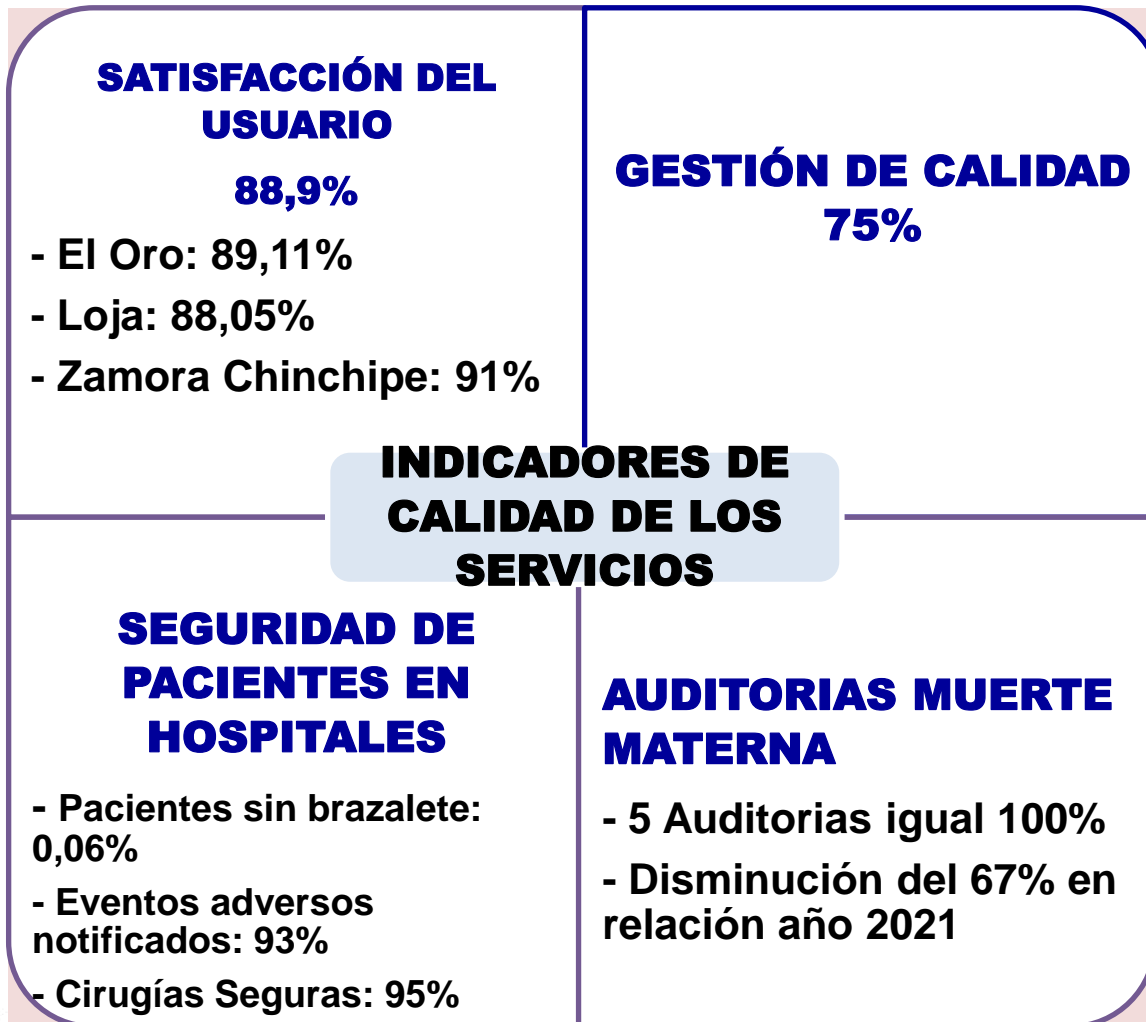 SATISFACCIÓN DEL
USUARIO
88,9%
- El Oro: 89,11%
- Loja: 88,05%
- Zamora Chinchipe: 91%
GESTIÓN DE CALIDAD
75%
INDICADORES DE
CALIDAD DE LOS
SERVICIOS
SEGURIDAD DE
PACIENTES EN
HOSPITALES
- Pacientes sin brazalete:
0,06%
- Eventos adversos
notificados: 93%
- Cirugías Seguras: 95%
AUDITORIAS MUERTE
MATERNA
- 5 Auditorias igual 100%
- Disminución del 67% en
relación año 2021